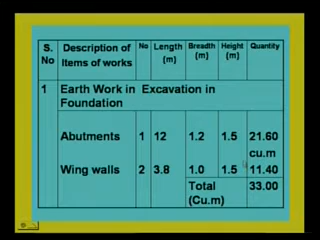 S. No Description of Items of works No Length (m) Breadth (m) Height (m) Quantity
1 Earth Work in Excavation in Foundation
Abutments 1 12 1.2 1.5 21.60 cu.m
Wing walls 2 3.8 1.0 1.5 11.40
Total (Cu.m) 33.00